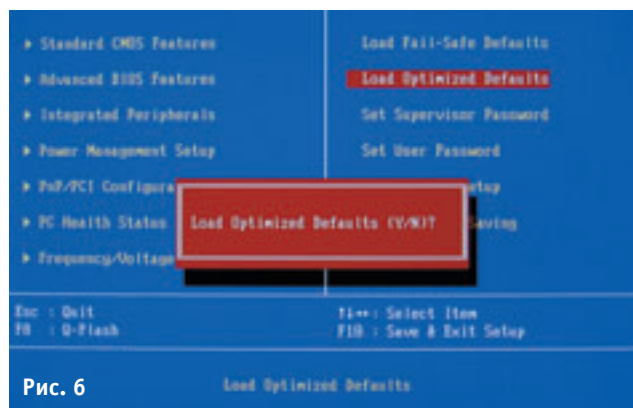 ▸ Standard CMOS Features
▸ Advanced BIOS Features
▸ Integrated Peripherals
▸ Power Management Setup
▸ PnP/PCI Configura
▸ PC Health Status
▸ Frequency/Voltage
Load Fail-Safe Defaults
Load Optimized Defaults
Set Supervisor Password
Set User Password
etup
aving
Load Optimized Defaults (Y/N)?
Esc : Quit
F8 : Q-Flash
: Select Item
F10 : Save & Exit Setup
Load Optimized Defaults
Рис. 6